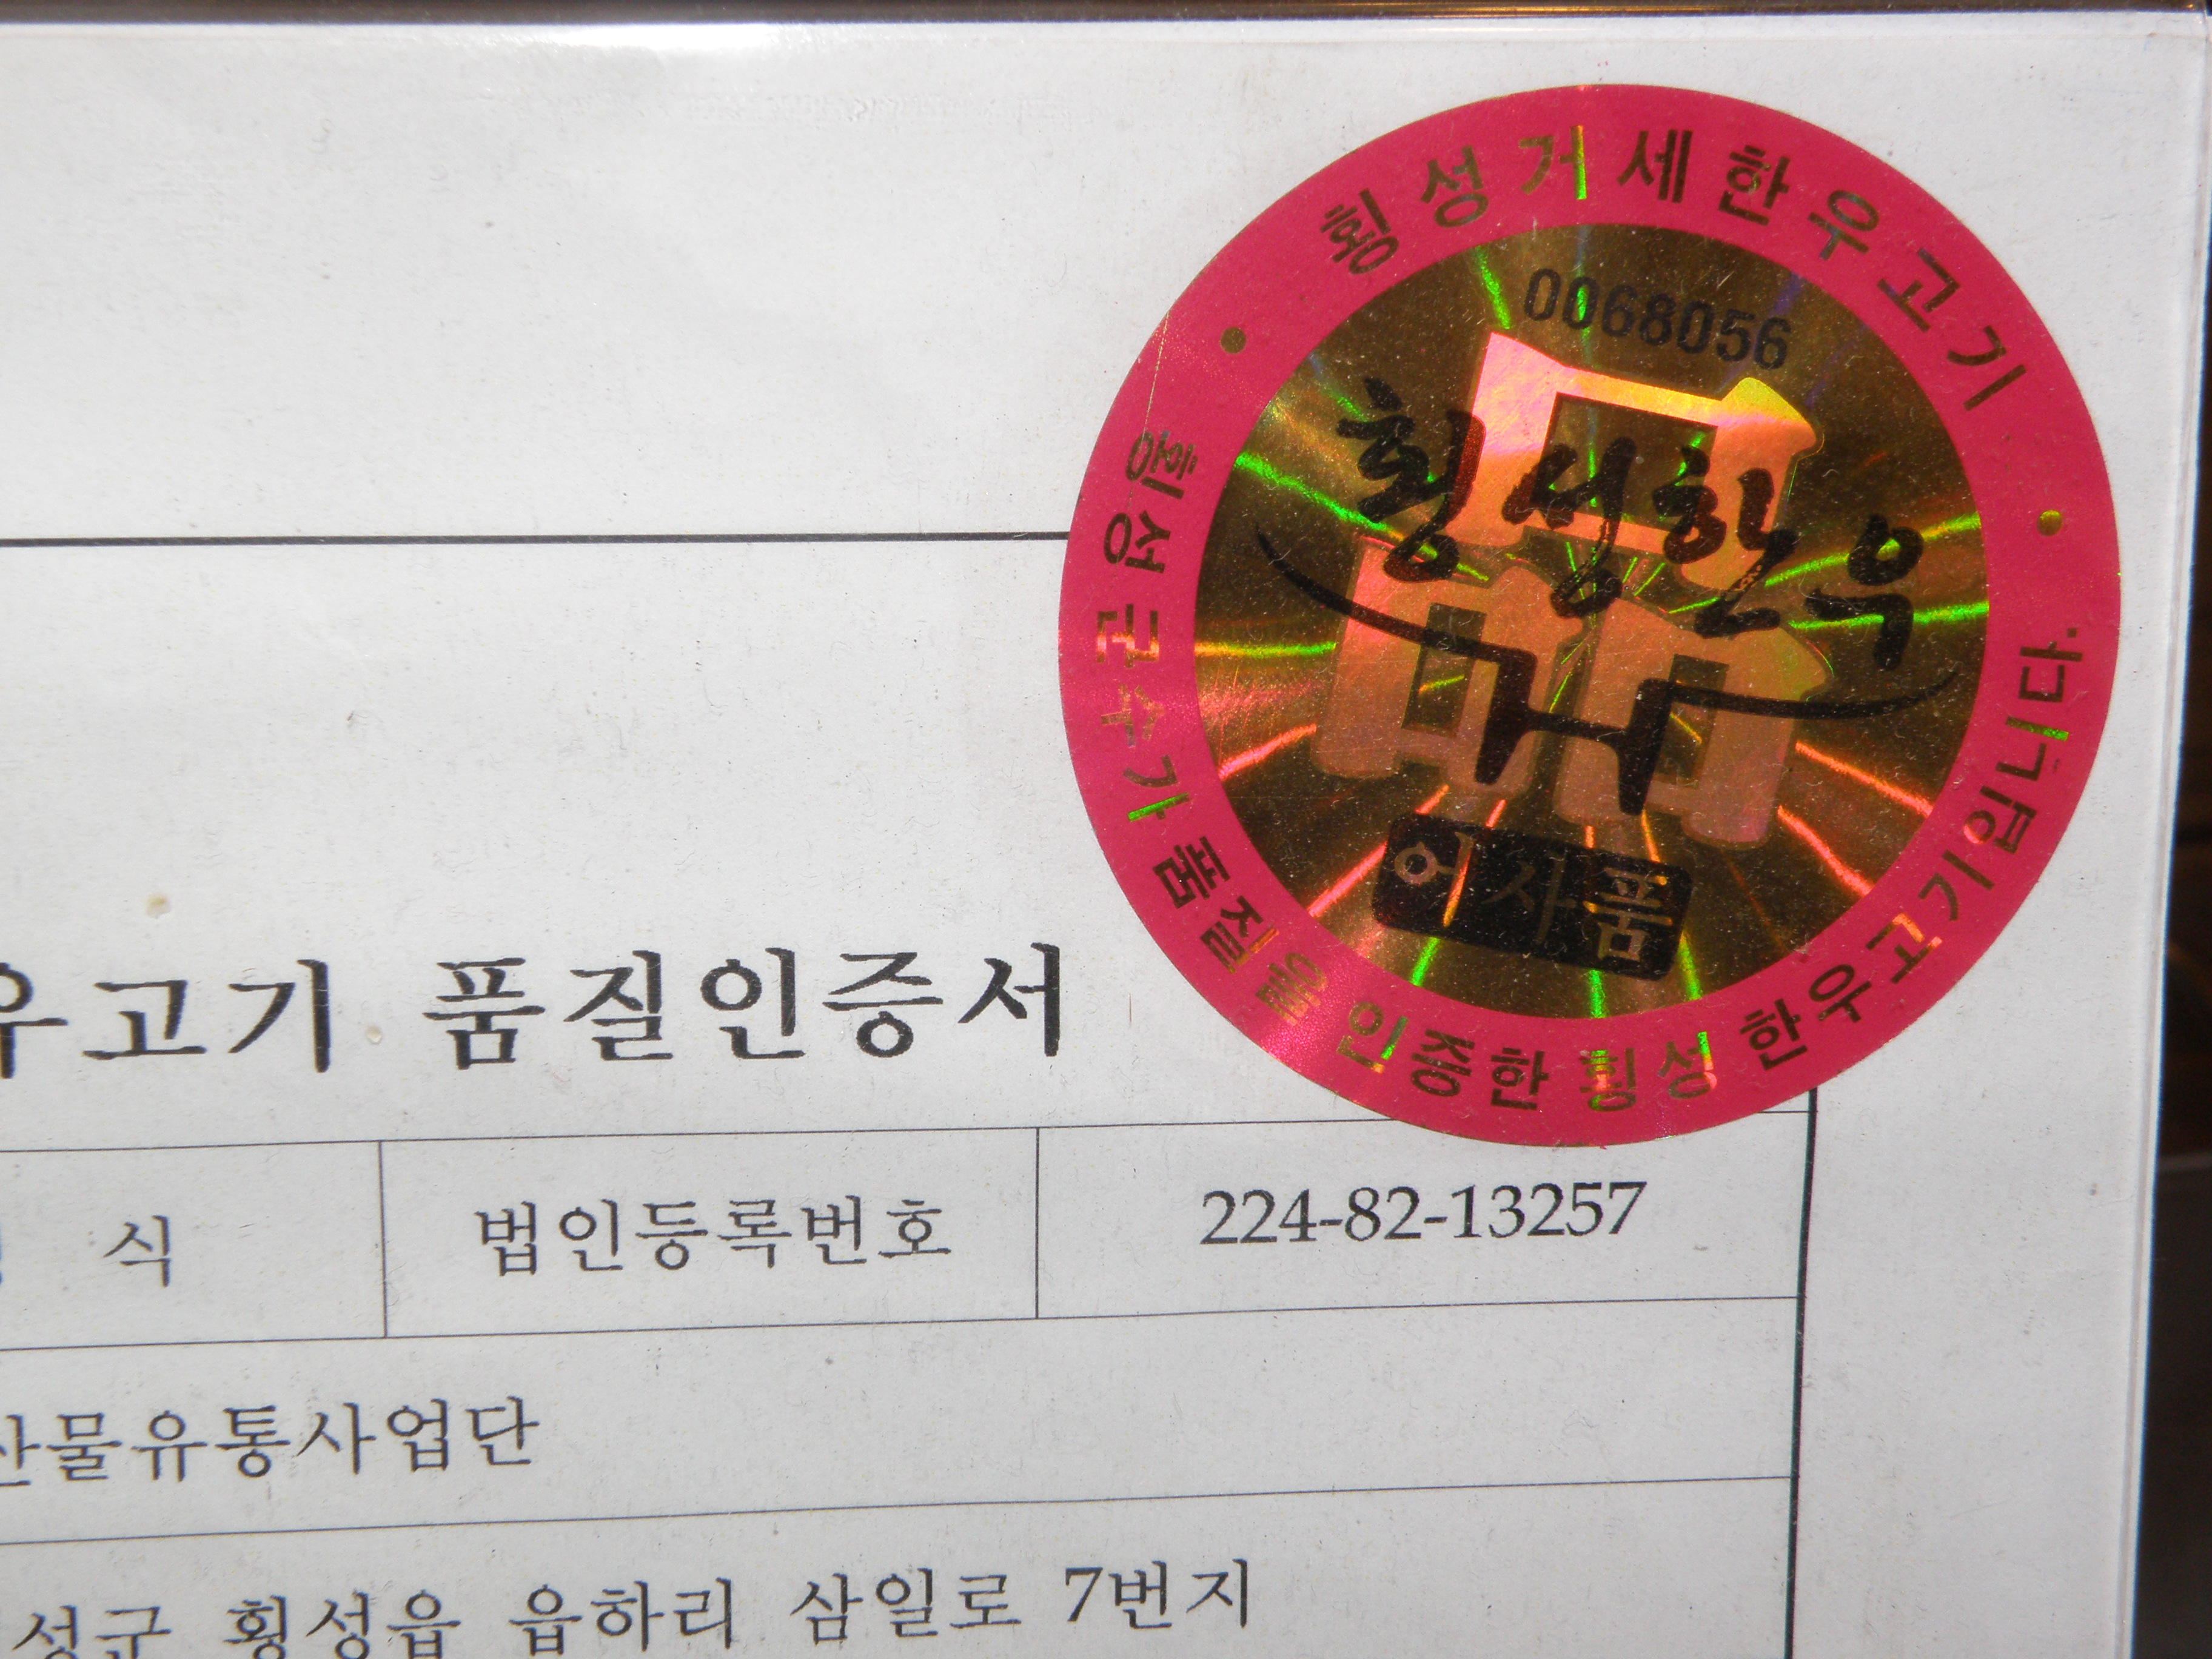 횡성거세한우고기
0068056
횡성한우
어사품
횡성군수가 품질을 인증한 횡성 한우고기입니다.
우고기 품질인증서
식 법인등록번호 224-82-13257
산물유통사업단
성군 횡성읍 읍하리 삼일로 7번지